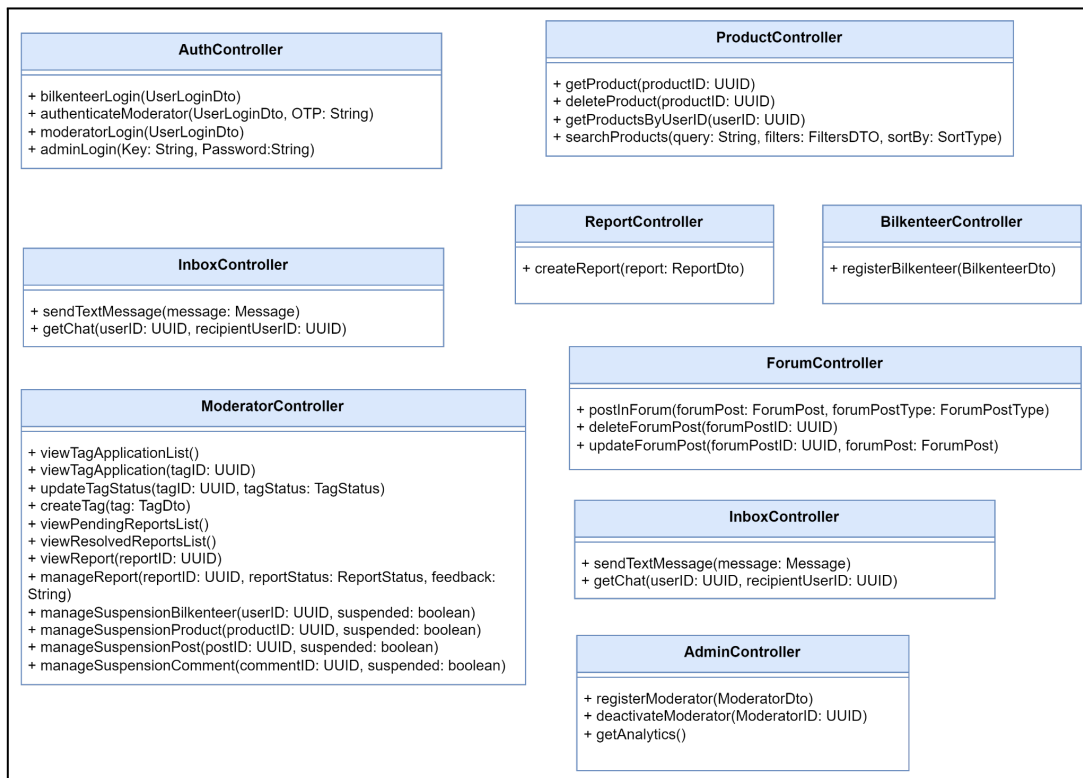 AuthController
+ bilkenteerLogin(UserLoginDto)
+ authenticateModerator(UserLoginDto, OTP: String)
+ moderatorLogin(UserLoginDto)
+ adminLogin(Key: String, Password:String)
ProductController
+ getProduct(productID: UUID)
+ deleteProduct(productID: UUID)
+ getProductsByUserID(userID: UUID)
+ searchProducts(query: String, filters: FiltersDTO, sortBy: SortType)
ReportController
+ createReport(report: ReportDto)
BilkenteerController
+ registerBilkenteer(BilkenteerDto)
InboxController
+ sendTextMessage(message: Message)
+ getChat(userID: UUID, recipientUserID: UUID)
ForumController
+ postInForum(forumPost: ForumPost, forumPostType: ForumPostType)
+ deleteForumPost(forumPostID: UUID)
+ updateForumPost(forumPostID: UUID, forumPost: ForumPost)
ModeratorController
+ viewTagApplicationList()
+ viewTagApplication(tagID: UUID)
+ updateTagStatus(tagID: UUID, tagStatus: TagStatus)
+ createTag(tag: TagDto)
+ viewPendingReportsList()
+ viewResolvedReportsList()
+ viewReport(reportID: UUID)
+ manageReport(reportID: UUID, reportStatus: ReportStatus, feedback:
String)
+ manageSuspensionBilkenteer(userID: UUID, suspended: boolean)
+ manageSuspensionProduct(productID: UUID, suspended: boolean)
+ manageSuspensionPost(postID: UUID, suspended: boolean)
+ manageSuspensionComment(commentID: UUID, suspended: boolean)
InboxController
+ sendTextMessage(message: Message)
+ getChat(userID: UUID, recipientUserID: UUID)
AdminController
+ registerModerator(ModeratorDto)
+ deactivateModerator(ModeratorID: UUID)
+ getAnalytics()